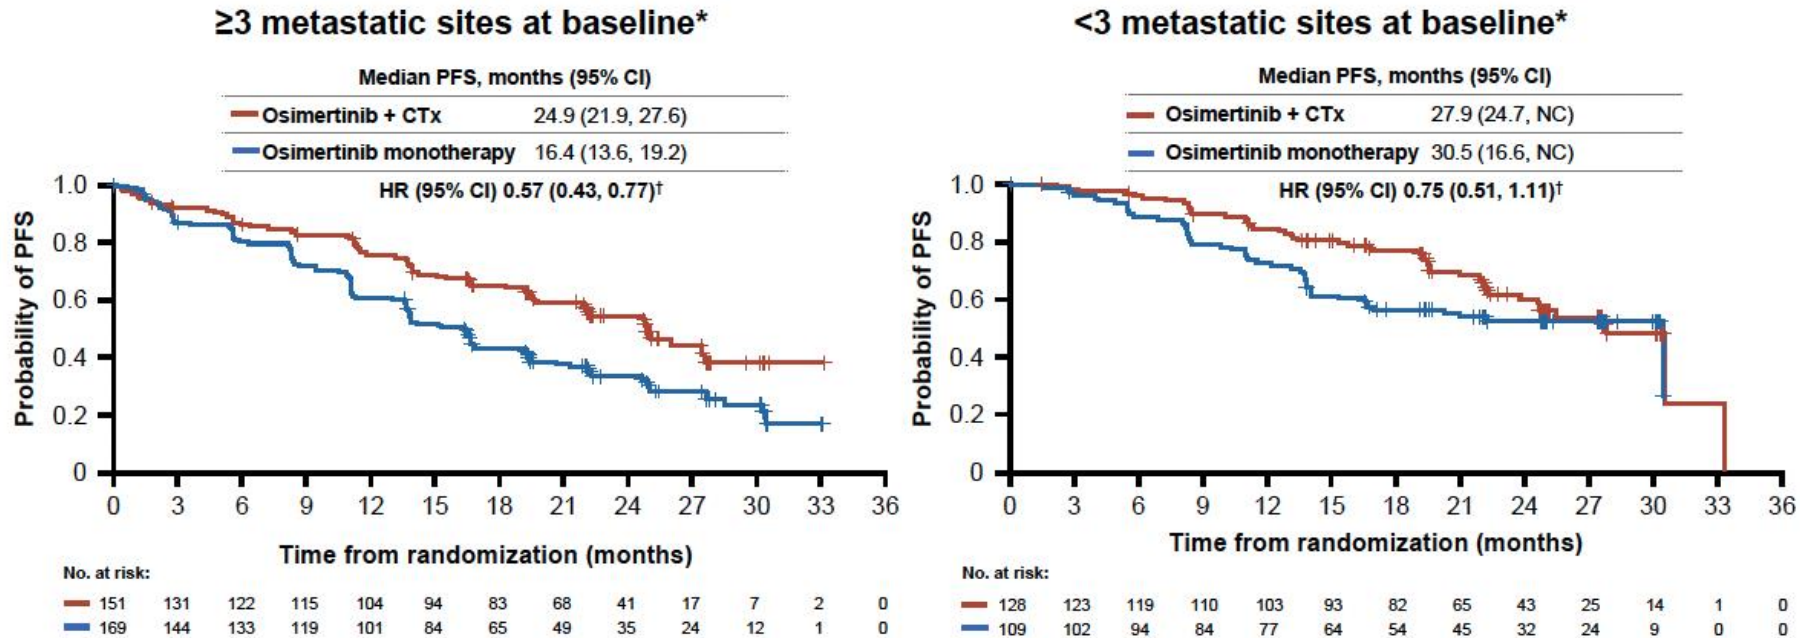 ≥3 metastatic sites at baseline*
Median PFS, months (95% CI)
Osimertinib + CTx 24.9 (21.9, 27.6)
Osimertinib monotherapy 16.4 (13.6, 19.2)
HR (95% CI) 0.57 (0.43, 0.77)†
Probability of PFS
1.0
0.8
0.6
0.4
0.2
0
0 3 6 9 12 15 18 21 24 27 30 33 36
Time from randomization (months)
No. at risk:
151 131 122 115 104 94 83 68 41 17 7 2 0
169 144 133 119 101 84 65 49 35 24 12 1 0
<3 metastatic sites at baseline*
Median PFS, months (95% CI)
Osimertinib + CTx 27.9 (24.7, NC)
Osimertinib monotherapy 30.5 (16.6, NC)
HR (95% CI) 0.75 (0.51, 1.11)†
Probability of PFS
1.0
0.8
0.6
0.4
0.2
0
0 3 6 9 12 15 18 21 24 27 30 33 36
Time from randomization (months)
No. at risk:
128 123 119 110 103 93 82 65 43 25 14 1 0
109 102 94 84 77 64 54 45 32 24 9 0 0